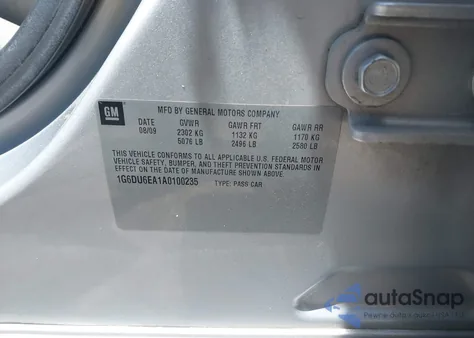 GM
MFD BY GENERAL MOTORS COMPANY
DATE GVWR GAWR FRT GAWR RR
08/09 2302 KG 1132 KG 1170 KG
5076 LB 2496 LB 2580 LB
THIS VEHICLE CONFORMS TO ALL APPLICABLE U.S. FEDERAL MOTOR
VEHICLE SAFETY, BUMPER, AND THEFT PREVENTION STANDARDS IN
EFFECT ON THE DATE OF MANUFACTURE SHOWN ABOVE.
1G6DU6EA1A0100235 TYPE: PASS CAR
autoSnap